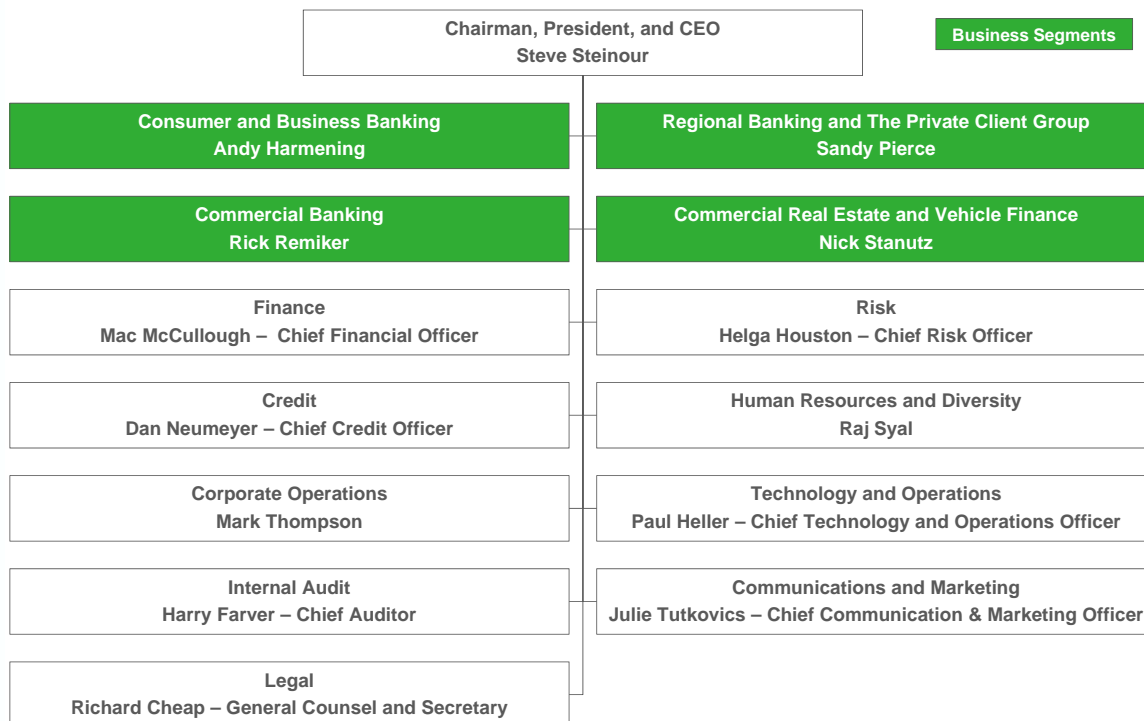 Chairman, President, and CEO
Steve Steinour
Business Segments
Consumer and Business Banking
Andy Harmening
Regional Banking and The Private Client Group
Sandy Pierce
Commercial Banking
Rick Remiker
Commercial Real Estate and Vehicle Finance
Nick Stanutz
Finance
Mac McCullough – Chief Financial Officer
Risk
Helga Houston – Chief Risk Officer
Credit
Dan Neumeyer – Chief Credit Officer
Human Resources and Diversity
Raj Syal
Corporate Operations
Mark Thompson
Technology and Operations
Paul Heller – Chief Technology and Operations Officer
Internal Audit
Harry Farver – Chief Auditor
Communications and Marketing
Julie Tutkovics – Chief Communication & Marketing Officer
Legal
Richard Cheap – General Counsel and Secretary